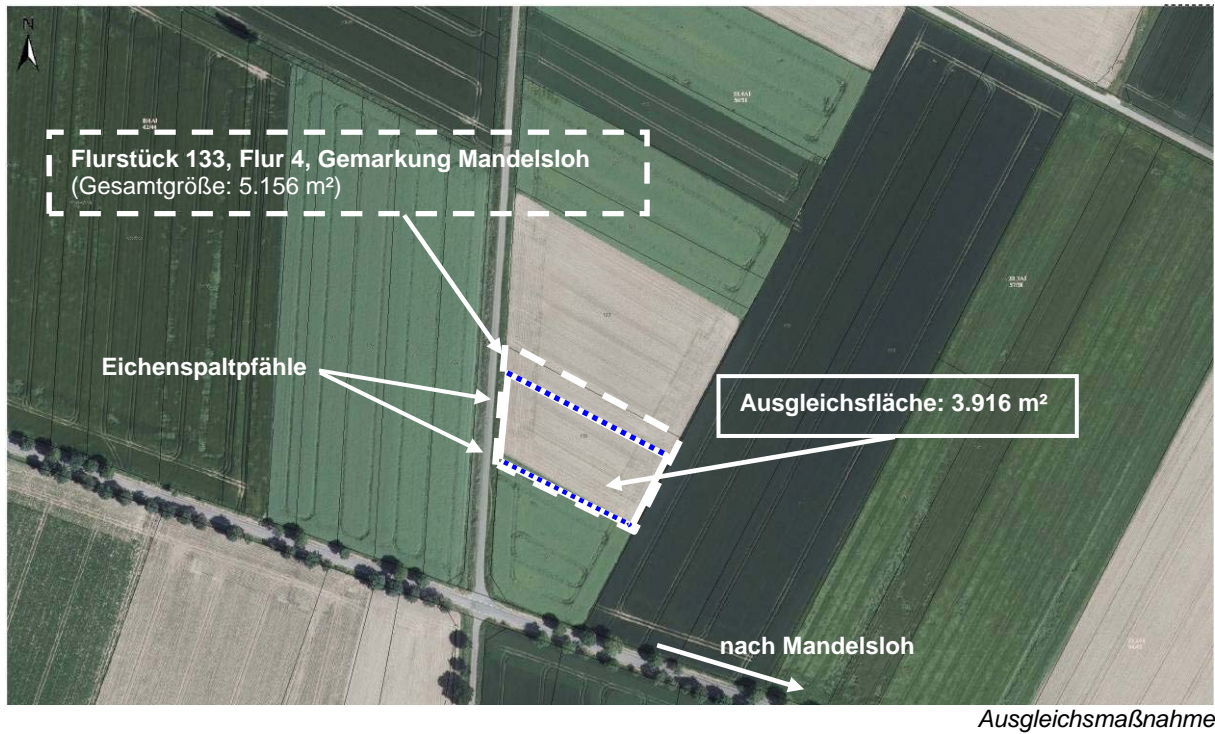 N
Flurstück 133, Flur 4, Gemarkung Mandelsloh
(Gesamtgröße: 5.156 m²)
Eichenspaltpfähle
Ausgleichsfläche: 3.916 m²
nach Mandelsloh
Ausgleichsmaßnahme